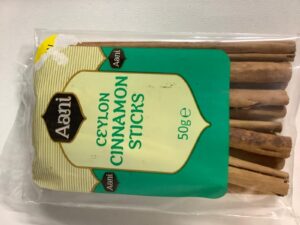 Aani
CEYLON
CINNAMON
STICKS
50g e
Aani
Aani